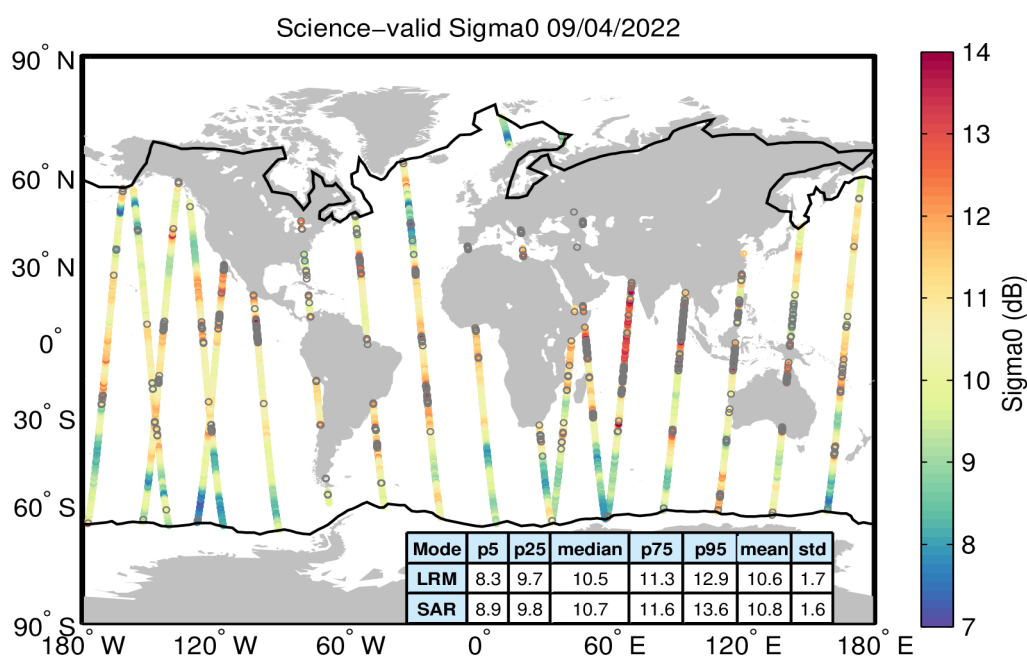 Science−valid Sigma0 09/04/2022
90° N
60° N
30° N
0°
30° S
60° S
90° S
180° W
120° W
60° W
0°
60° E
120° E
180° E
14
13
12
11
10
9
8
7
Sigma0 (dB)
Mode p5 p25 median p75 p95 mean std
LRM 8.3 9.7 10.5 11.3 12.9 10.6 1.7
SAR 8.9 9.8 10.7 11.6 13.6 10.8 1.6